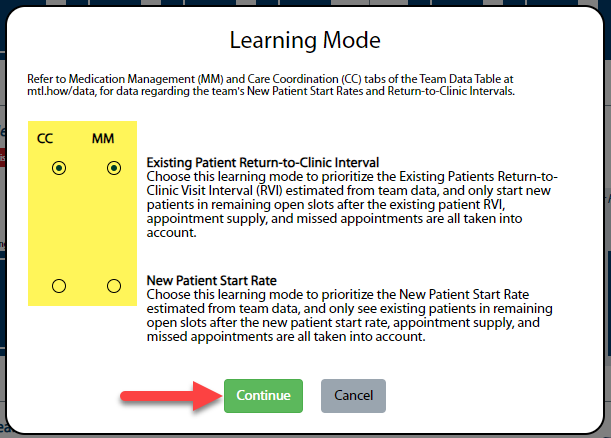 Learning Mode
Refer to Medication Management (MM) and Care Coordination (CC) tabs of the Team Data Table at
mtl.how/data, for data regarding the team's New Patient Start Rates and Return-to-Clinic Intervals.
CC MM
Existing Patient Return-to-Clinic Interval
Choose this learning mode to prioritize the Existing Patients Return-to-
Clinic Visit Interval (RVI) estimated from team data, and only start new
patients in remaining open slots after the existing patient RVI,
appointment supply, and missed appointments are all taken into
account.
New Patient Start Rate
Choose this learning mode to prioritize the New Patient Start Rate
estimated from team data, and only see existing patients in remaining
open slots after the new patient start rate, appointment supply, and
missed appointments are all taken into account.
Continue Cancel